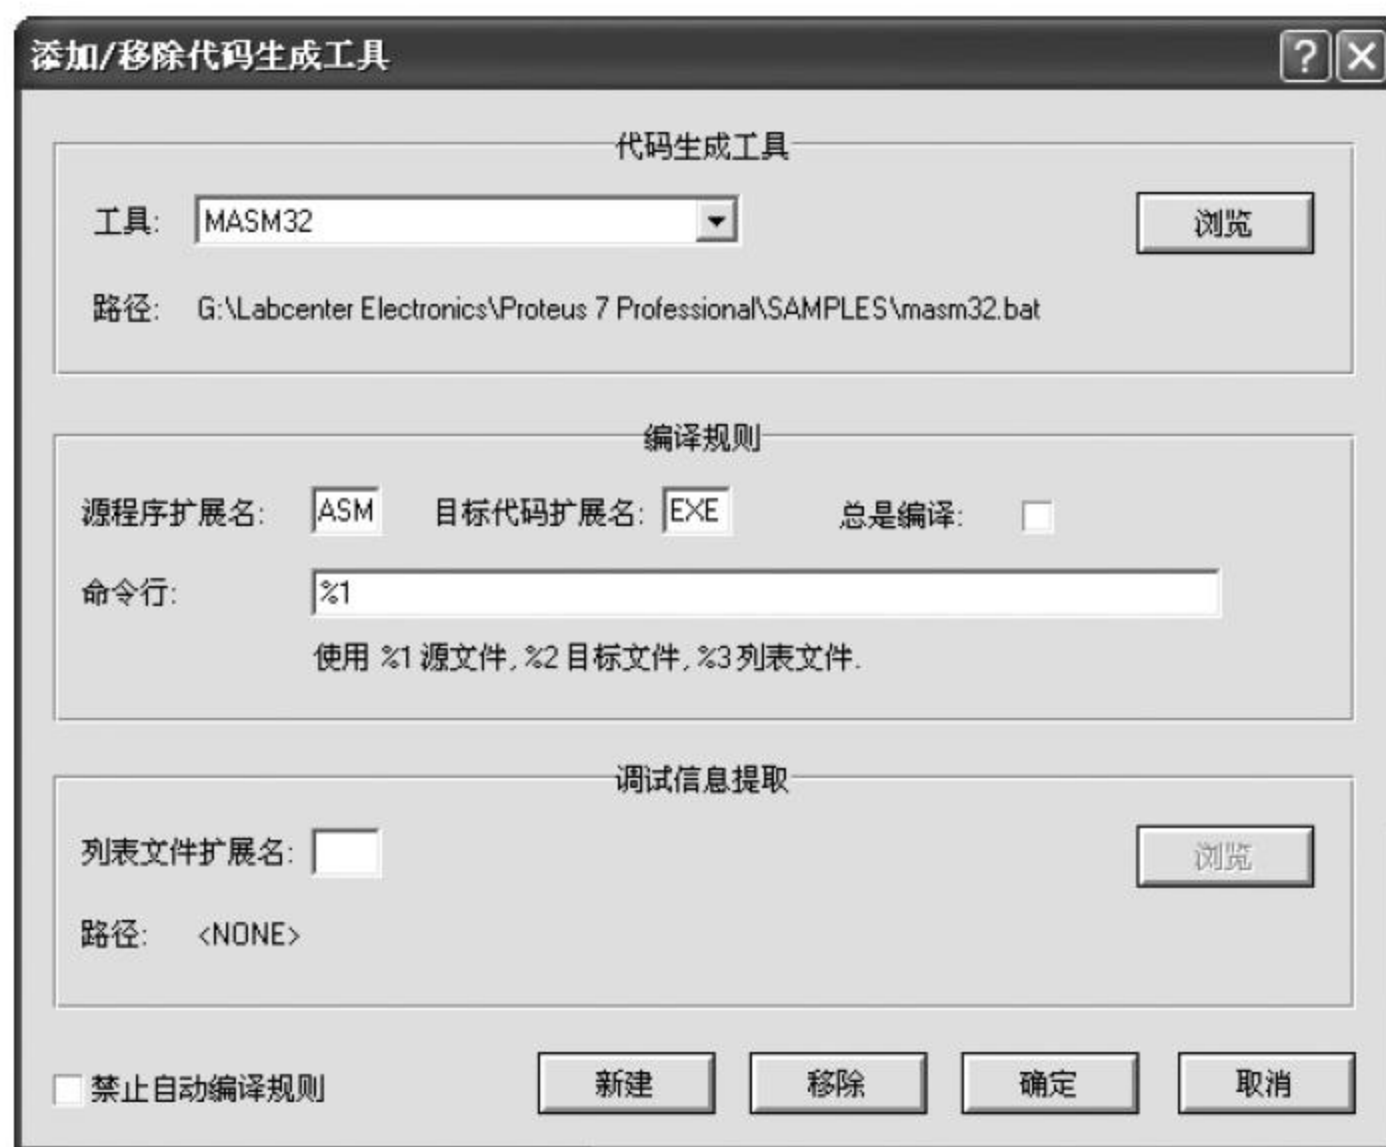 添加/移除代码生成工具
代码生成工具
工具: MASM32 浏览
路径: G:\Labcenter Electronics\Proteus 7 Professional\SAMPLES\masm32.bat
编译规则
源程序扩展名: ASM 目标代码扩展名: EXE 总是编译:
命令行: %1
使用 %1 源文件, %2 目标文件, %3 列表文件.
调试信息提取
列表文件扩展名: 浏览
路径: <NONE>
禁止自动编译规则 新建 移除 确定 取消